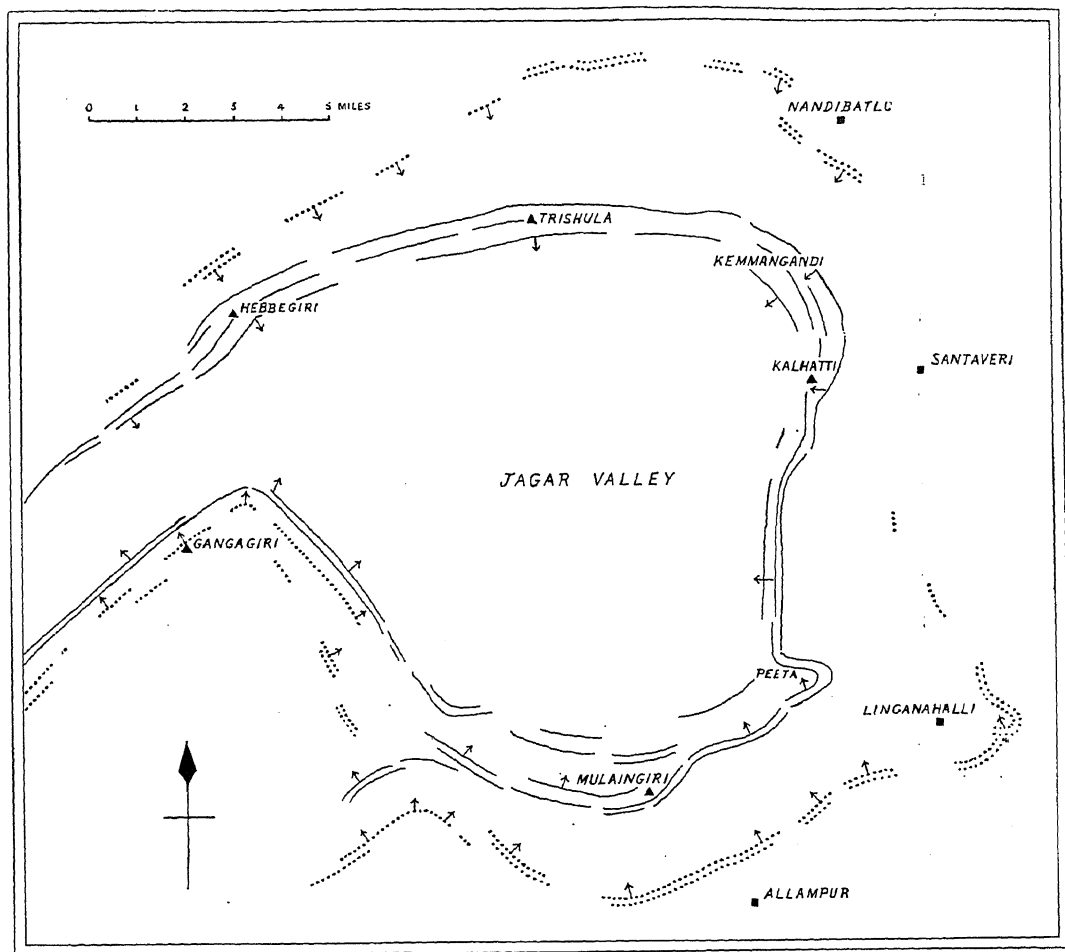 0 1 2 3 4 5 MILES
NANDIBATLU
TRISHULA
KEMMANGANDI
HEBBEGIRI
SANTAVERI
KALHATTI
JAGAR VALLEY
GANGAGIRI
PEETA
LINGANAHALLI
MULAINGIRI
ALLAMPUR